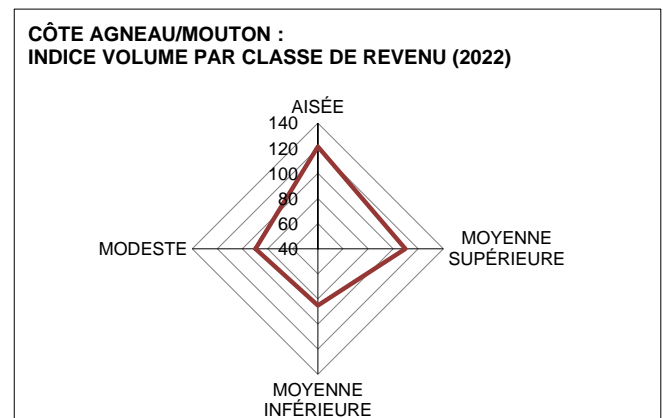 CÔTE AGNEAU/MOUTON :
INDICE VOLUME PAR CLASSE DE REVENU (2022)
AISÉE
140
120
100
80
60
40
MODESTE
MOYENNE
SUPÉRIEURE
MOYENNE
INFÉRIEURE